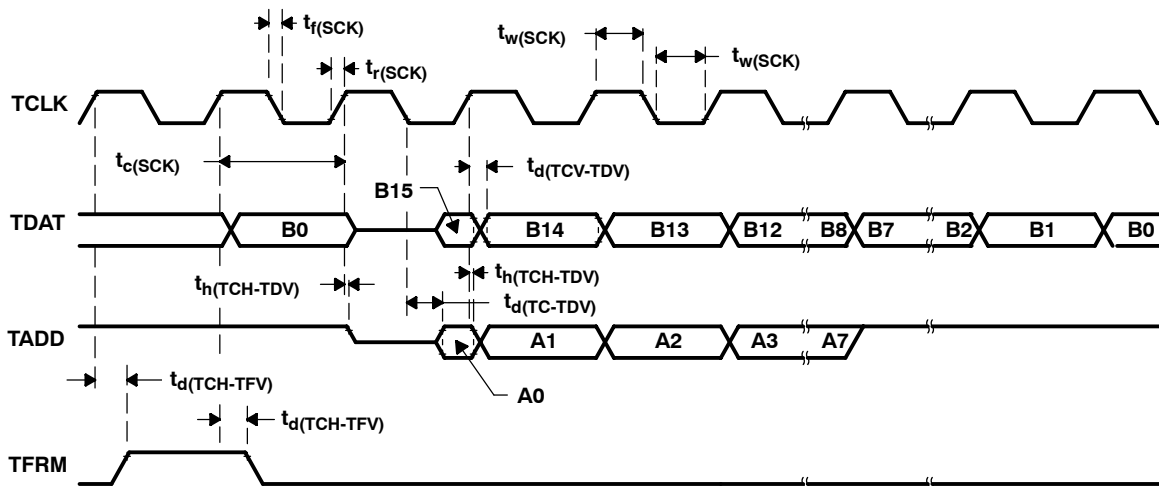 tf(SCK)
tw(SCK)
tw(SCK)
tr(SCK)
TCLK
tc(SCK)
td(TCV-TDV)
B15
TDAT
B0
B14
B13
B12
B8
B7
B2
B1
B0
th(TCH-TDV)
th(TCH-TDV)
td(TC-TDV)
TADD
A1
A2
A3
A7
td(TCH-TFV)
A0
td(TCH-TFV)
TFRM